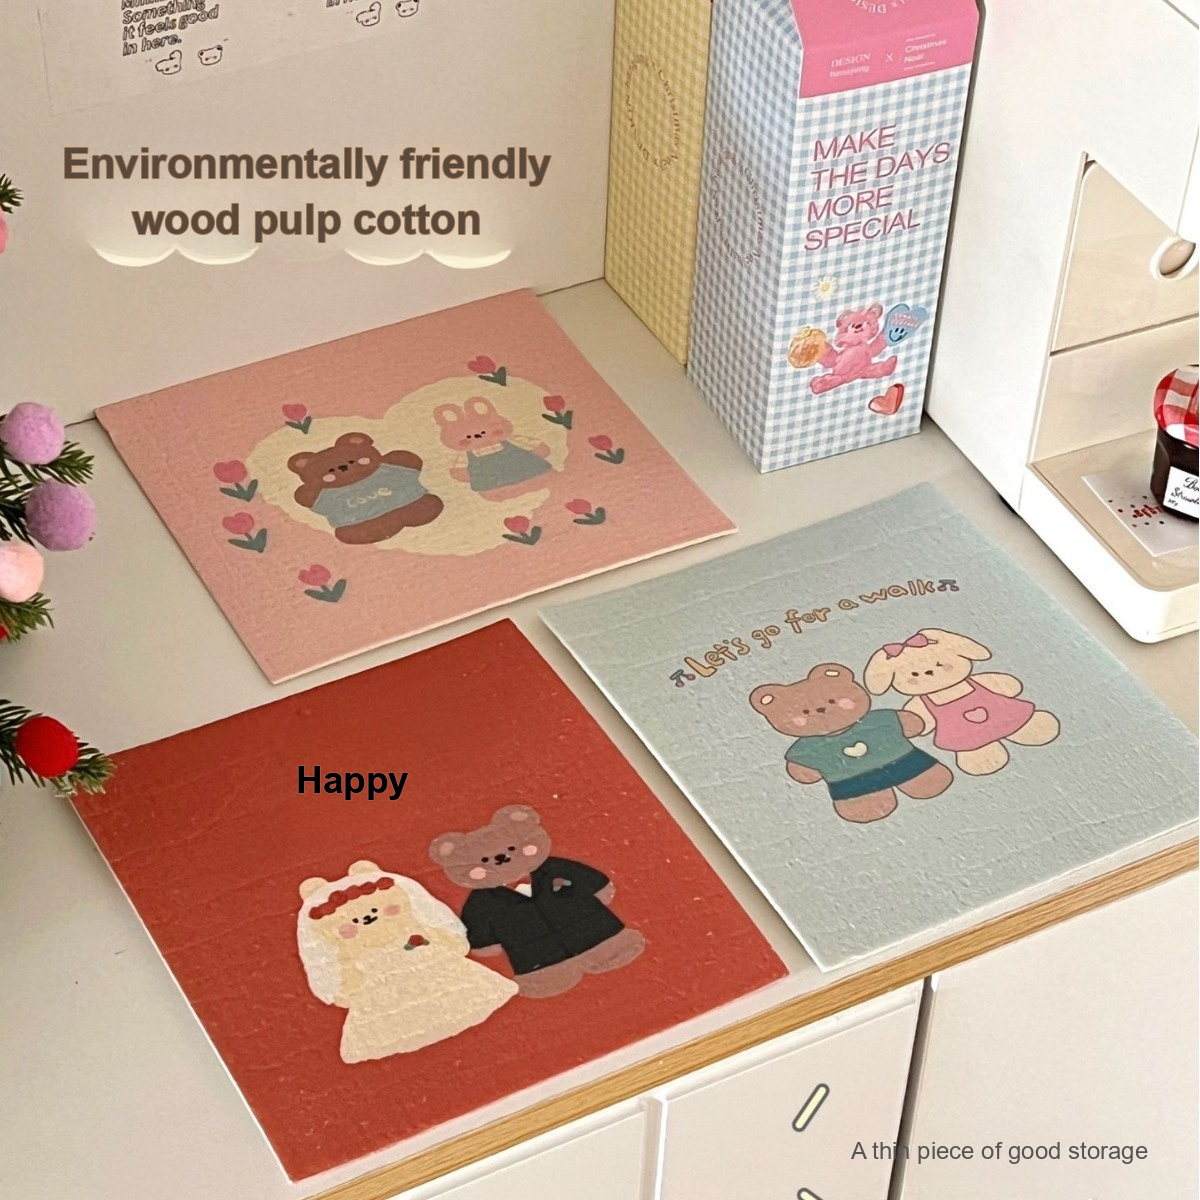 Something
it feels good
in here.
Environmentally friendly
wood pulp cotton
DESIGN
X
Christmas
Noël
MAKE
THE DAYS
MORE
SPECIAL
Love
Let's go for a walk
Happy
A thin piece of good storage